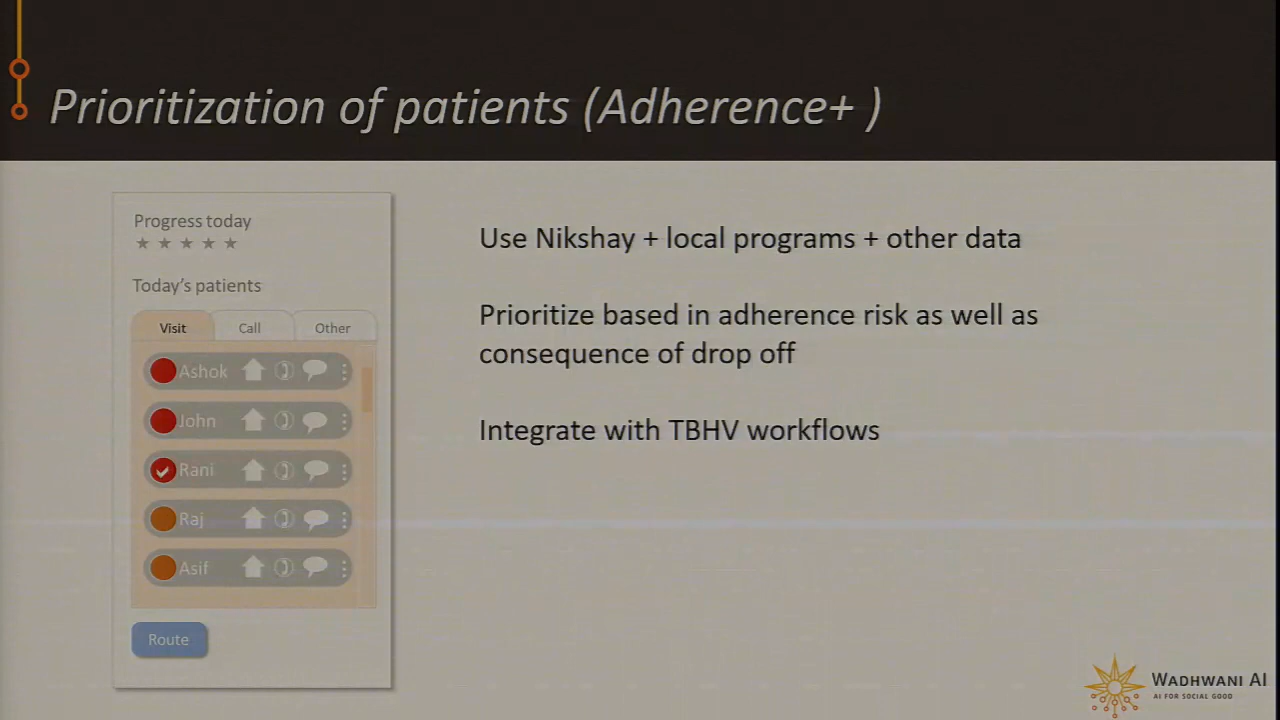 Prioritization of patients (Adherence+ )
Progress today
Today's patients
Visit Call Other
Ashok
John
Rani
Raj
Asif
Route
Use Nikshay + local programs + other data
Prioritize based in adherence risk as well as
consequence of drop off
Integrate with TBHV workflows
WADHWANI AI
AI FOR SOCIAL GOOD